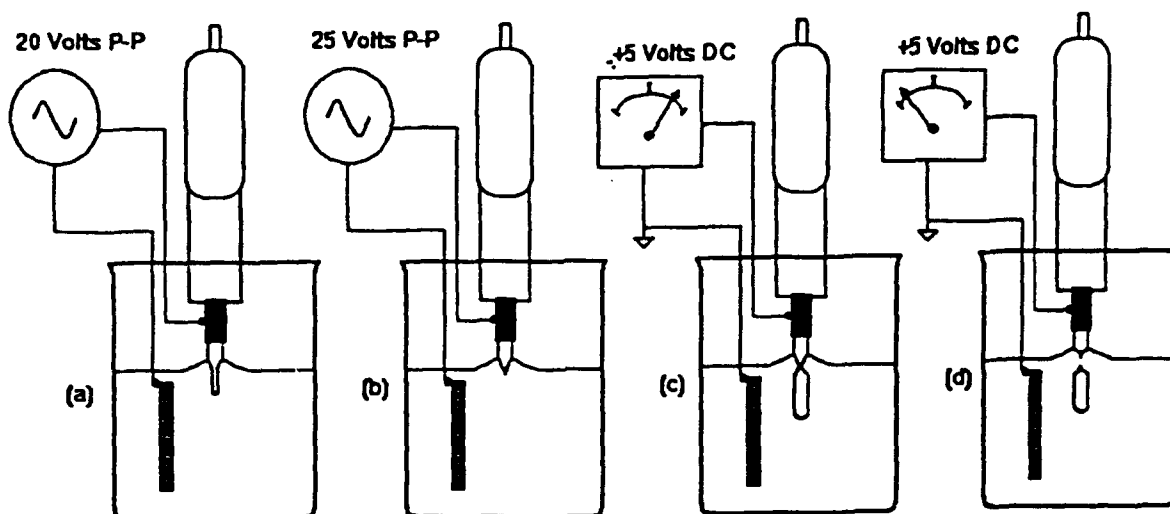 20 Volts P-P
25 Volts P-P
+5 Volts DC
+5 Volts DC
(a)
(b)
(c)
(d)